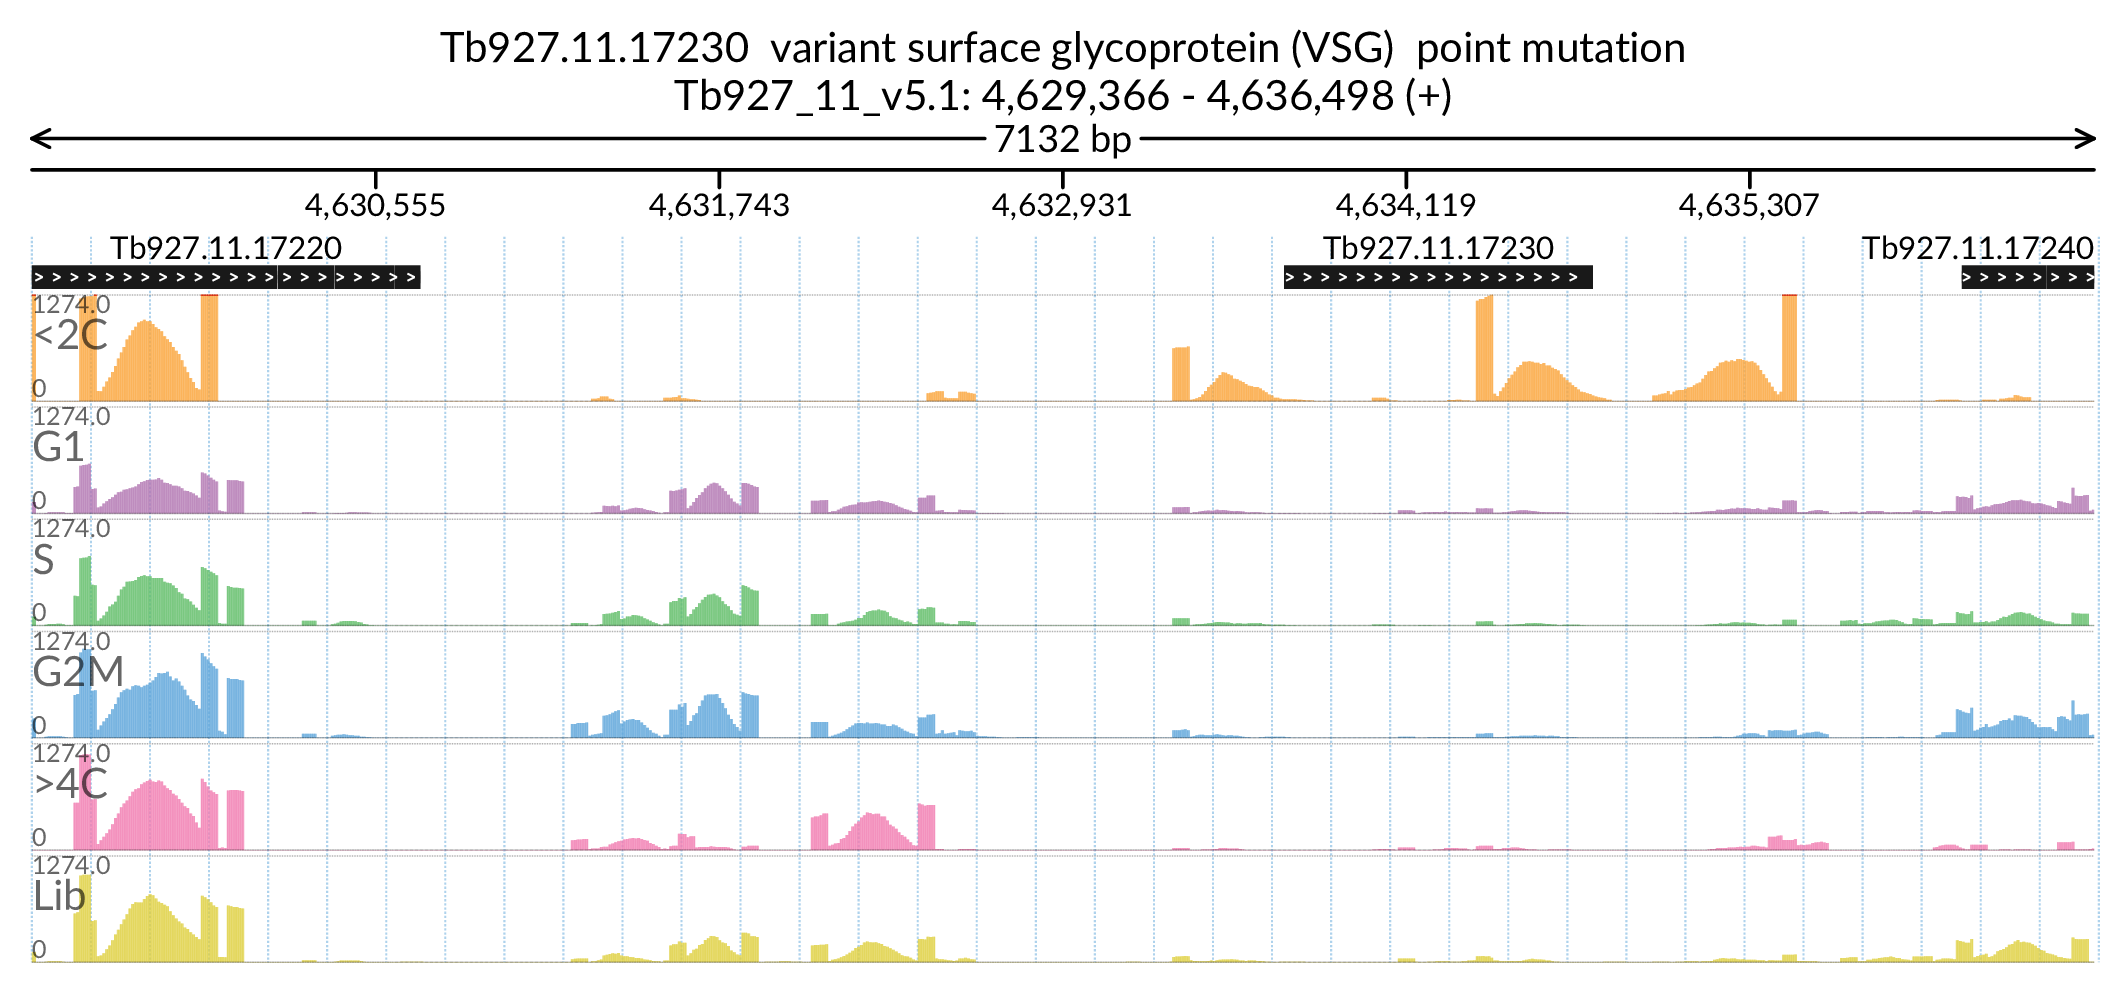 Tb927.11.17230 variant surface glycoprotein (VSG) point mutation
Tb927_11_v5.1: 4,629,366 - 4,636,498 (+)
7132 bp
4,630,555 4,631,743 4,632,931 4,634,119 4,635,307
Tb927.11.17220 Tb927.11.17230 Tb927.11.17240
1274.0
<2C
0
1274.0
G1
0
1274.0
S
0
1274.0
G2M
0
1274.0
>4C
0
1274.0
Lib
0